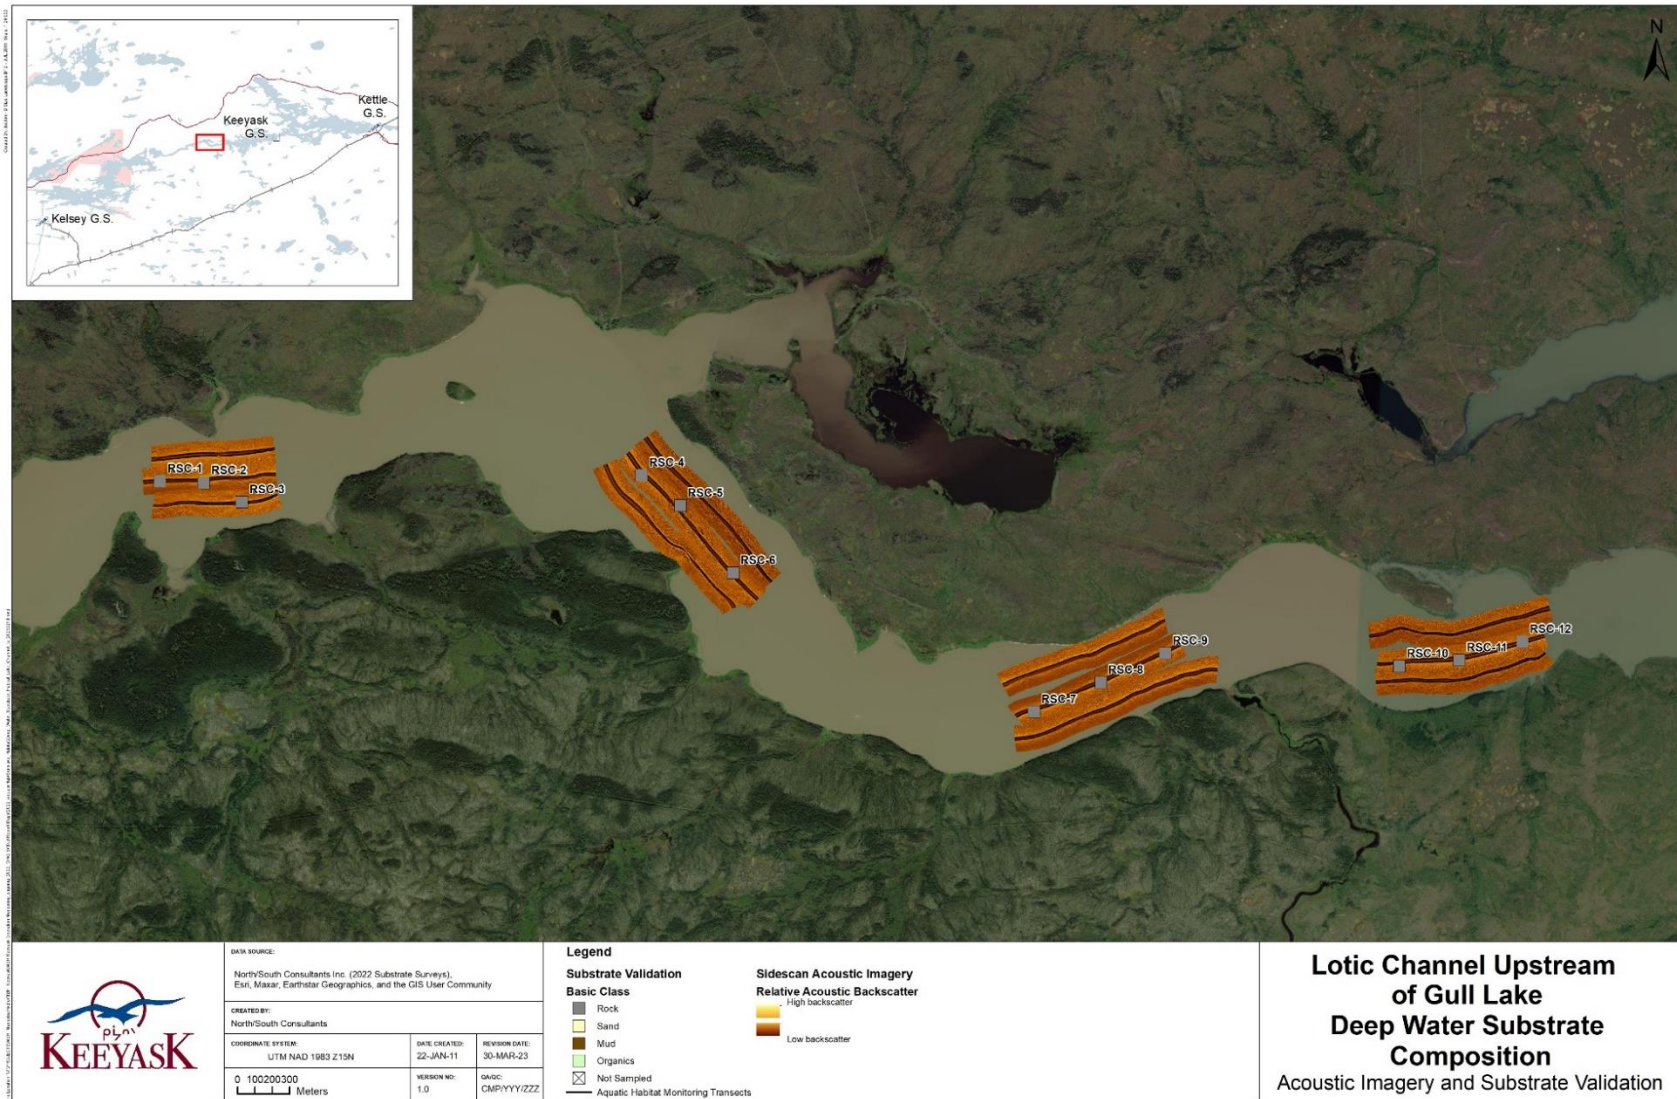 Kettle
G.S.
Keeyask
G.S.
Kelsey G.S.
N
RSC-1
RSC-2
RSC-3
RSC-4
RSC-5
RSC-6
RSC-7
RSC-8
RSC-9
RSC-10
RSC-11
RSC-12
KEEYASK
DATA SOURCE:
North/South Consultants Inc. (2022 Substrate Surveys),
Esri, Maxar, Earthstar Geographics, and the GIS User Community
CREATED BY:
North/South Consultants
COORDINATE SYSTEM:
UTM NAD 1983 Z15N
DATE CREATED:
22-JAN-11
REVISION DATE:
30-MAR-23
0 100200300
Meters
VERSION NO:
1.0
QA/QC:
CMP/YYY/ZZZ
Legend
Substrate Validation
Basic Class
Rock
Sand
Mud
Organics
Not Sampled
Aquatic Habitat Monitoring Transects
Sidescan Acoustic Imagery
Relative Acoustic Backscatter
High backscatter
Low backscatter
Lotic Channel Upstream
of Gull Lake
Deep Water Substrate
Composition
Acoustic Imagery and Substrate Validation